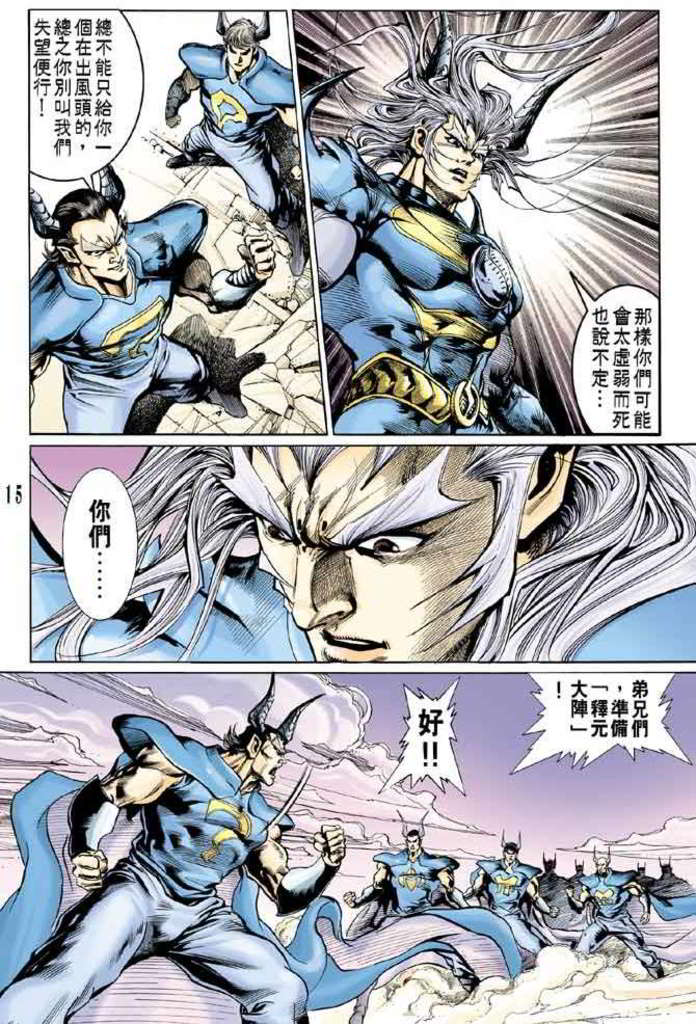 那樣你們可能
會太虛弱而死
也說不定…
總不能只給你一
個在出風頭的,
總之你別叫我們
失望便行!
你們……
弟兄們
,準備
「釋元
大陣」
!
好!!
15